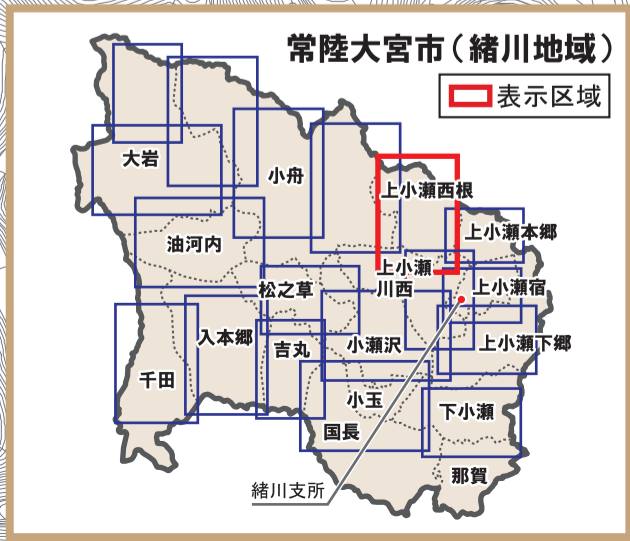 常陸大宮市（緒川地域）
表示区域
大岩
小舟
上小瀬西根
上小瀬本郷
油河内
上小瀬
川西
松之草
上小瀬宿
入本郷
吉丸
小瀬沢
上小瀬下郷
千田
小玉
下小瀬
国長
那賀
緒川支所